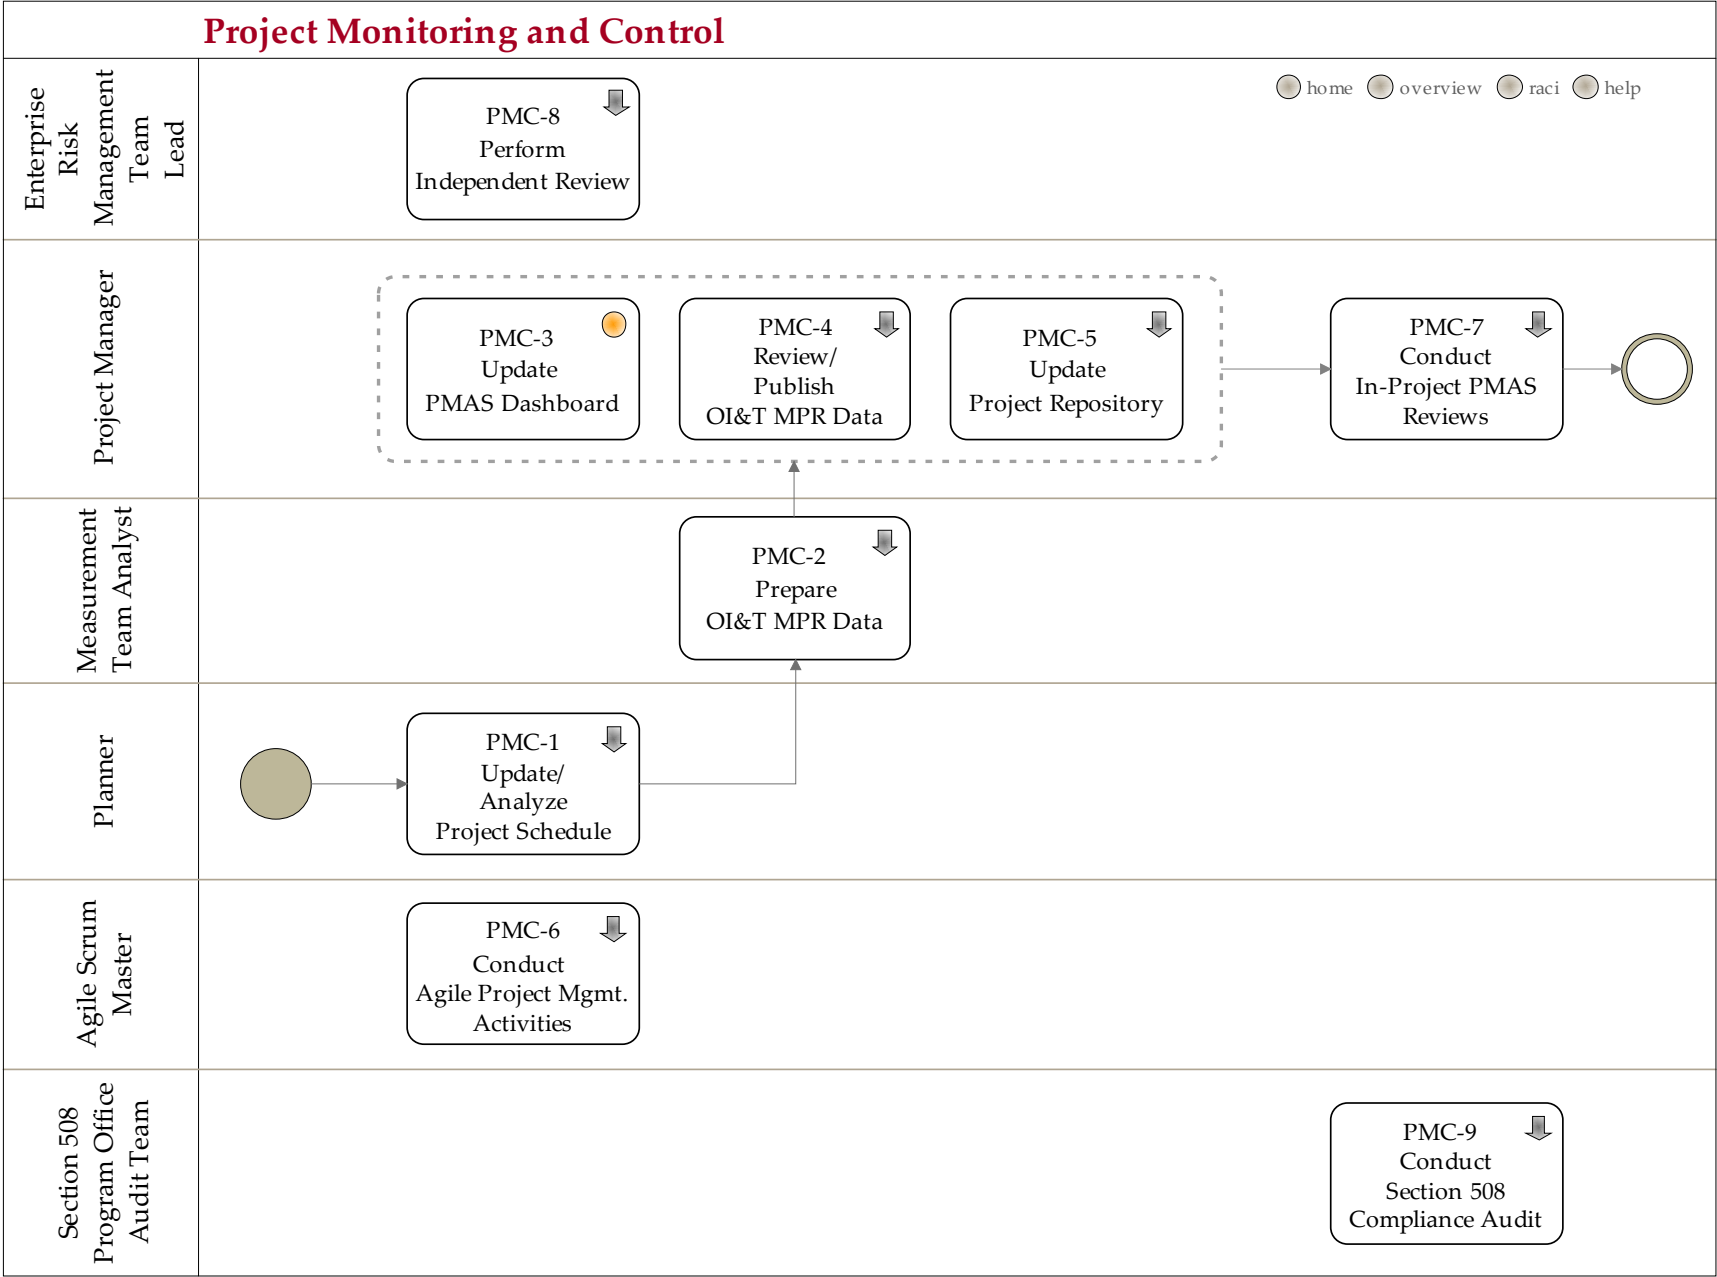 Project Monitoring and Control
home
overview
raci
help
Enterprise
Risk
Management
Team
Lead
PMC-8
Perform
Independent Review
Project Manager
PMC-3
Update
PMAS Dashboard
PMC-4
Review/
Publish
OI&T MPR Data
PMC-5
Update
Project Repository
PMC-7
Conduct
In-Project PMAS
Reviews
Measurement
Team Analyst
PMC-2
Prepare
OI&T MPR Data
Planner
PMC-1
Update/
Analyze
Project Schedule
Agile Scrum
Master
PMC-6
Conduct
Agile Project Mgmt.
Activities
Section 508
Program Office
Audit Team
PMC-9
Conduct
Section 508
Compliance Audit